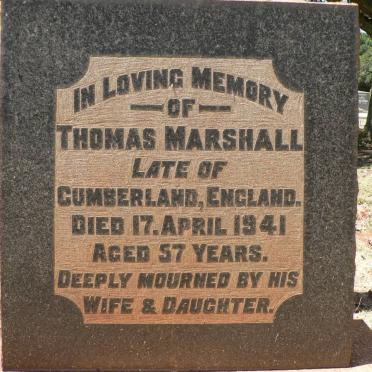 IN LOVING MEMORY
OF
THOMAS MARSHALL
LATE OF
CUMBERLAND, ENGLAND.
DIED 17. APRIL 1941
AGED 57 YEARS.
DEEPLY MOURNED BY HIS
WIFE & DAUGHTER.